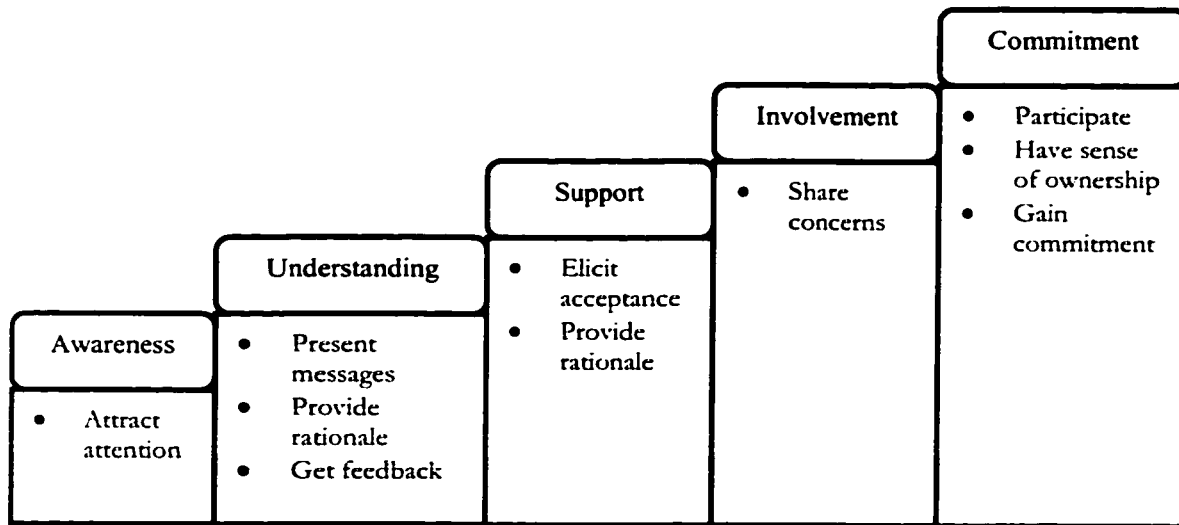 Awareness
• Attract
attention
Understanding
• Present
messages
• Provide
rationale
• Get feedback
Support
• Elicit
acceptance
• Provide
rationale
Involvement
• Share
concerns
Commitment
• Participate
• Have sense
of ownership
• Gain
commitment